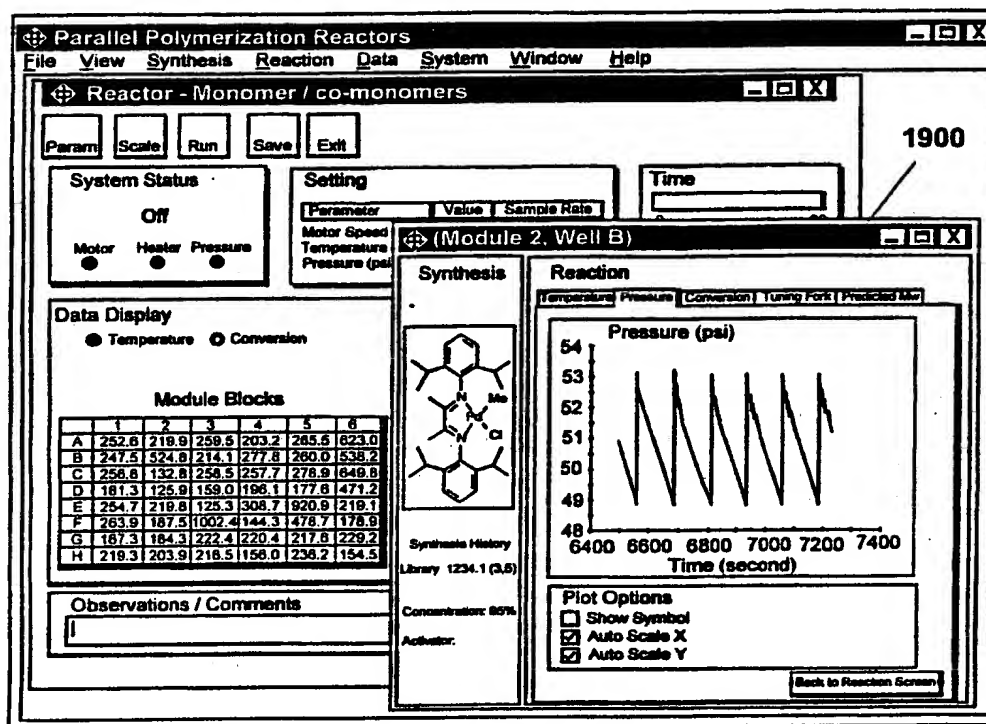 Parallel Polymerization Reactors
File View Synthesis Reaction Data System Window Help
Reactor - Monomer / co-monomers
Param Scale Run Save Exit
1900
System Status
Off
Motor Heater Pressure
Setting
Parameter Value Sample Rate
Motor Speed
Temperature
Pressure (psi
Time
Data Display
Temperature Conversion
Module Blocks
1 2 3 4 5 6
A 252.6 219.9 259.5 203.2 265.5 623.0
B 247.5 524.8 214.1 277.8 260.0 538.2
C 256.8 132.8 258.5 257.7 278.9 649.8
D 181.3 125.9 159.0 196.1 177.6 471.2
E 254.7 219.8 125.3 308.7 920.9 219.1
F 263.9 187.5 1002.4 144.3 478.7 178.9
G 187.3 184.3 222.4 220.4 217.6 229.2
H 219.3 203.9 216.5 156.0 236.2 154.5
Observations / Comments
(Module 2, Well B)
Synthesis
N
Me
Pd
N
Cl
Synthesis History
Library 1234.1 (3,5)
Concentration: 85%
Activator:
Reaction
Temperature Pressure Conversion Tuning Fork Predicted Mw
Pressure (psi)
54
53
52
51
50
49
48
6400 6600 6800 7000 7200 7400
Time (second)
Plot Options
Show Symbol
Auto Scale X
Auto Scale Y
Back to Reaction Screen